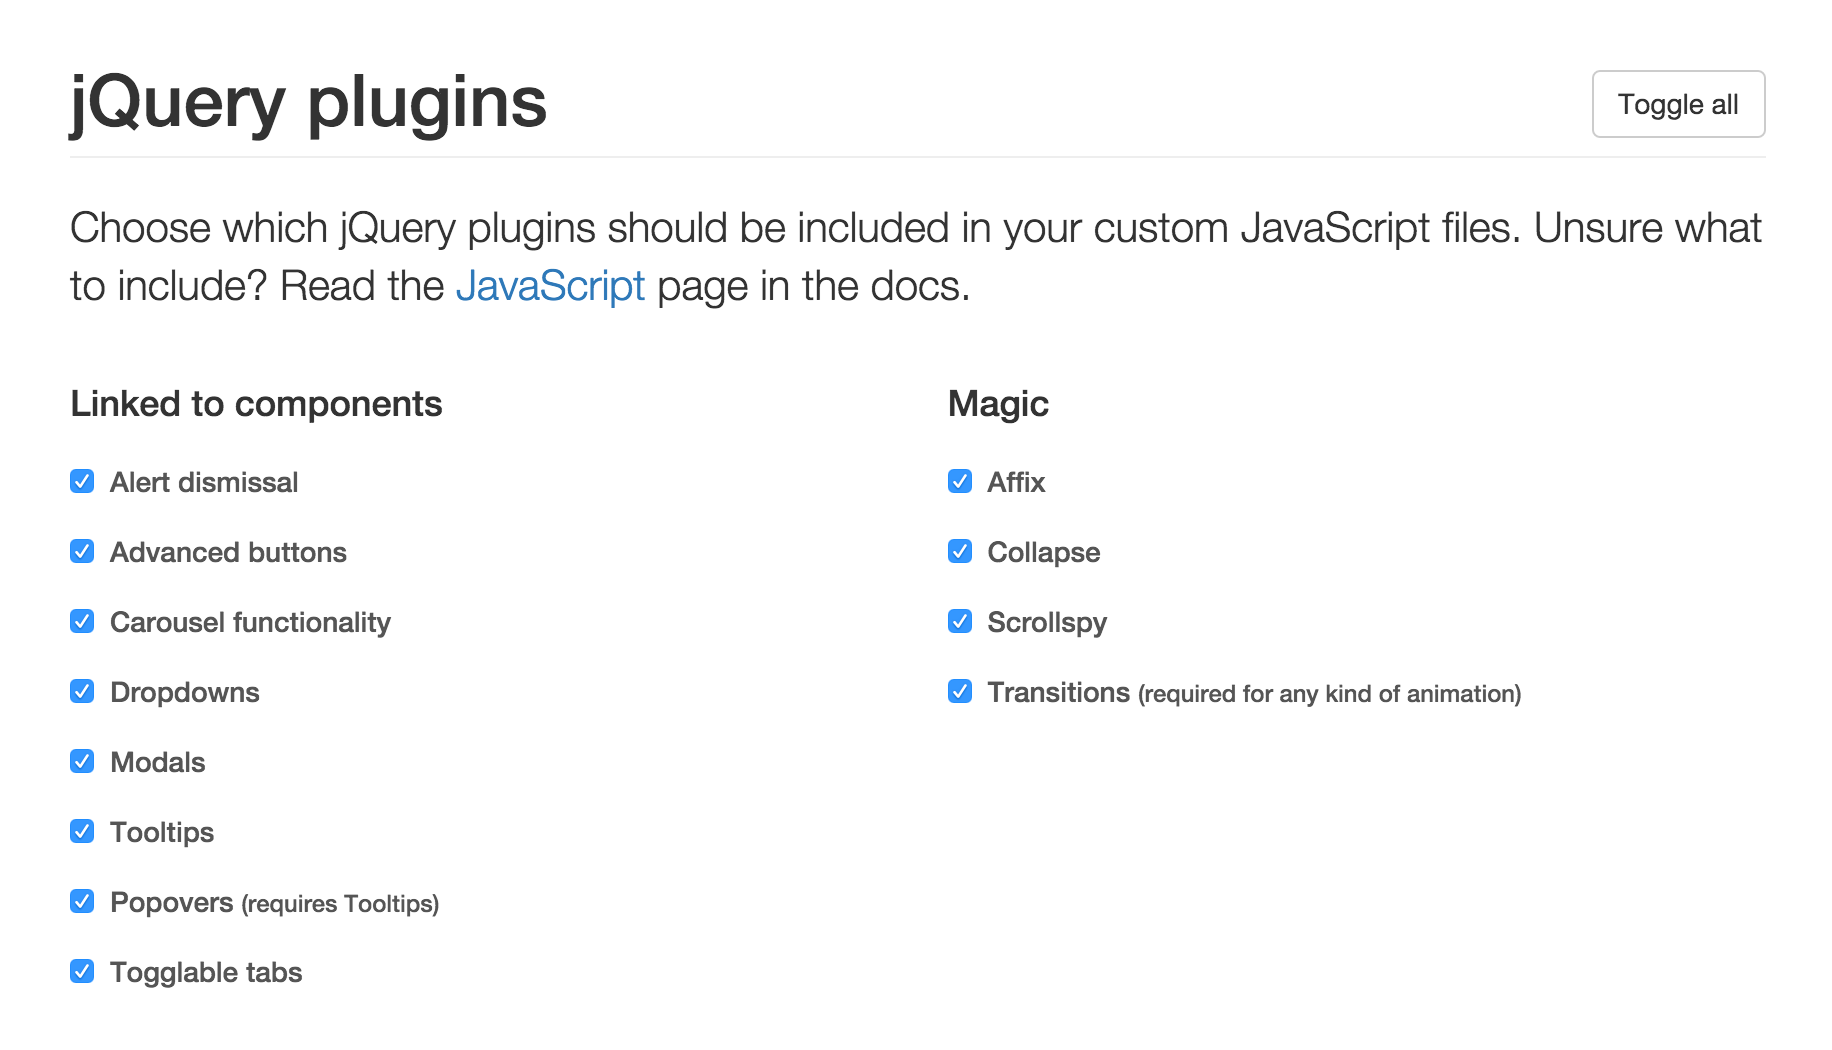 jQuery plugins
Toggle all
Choose which jQuery plugins should be included in your custom JavaScript files. Unsure what
to include? Read the JavaScript page in the docs.
Linked to components
Alert dismissal
Advanced buttons
Carousel functionality
Dropdowns
Modals
Tooltips
Popovers (requires Tooltips)
Togglable tabs
Magic
Affix
Collapse
Scrollspy
Transitions (required for any kind of animation)